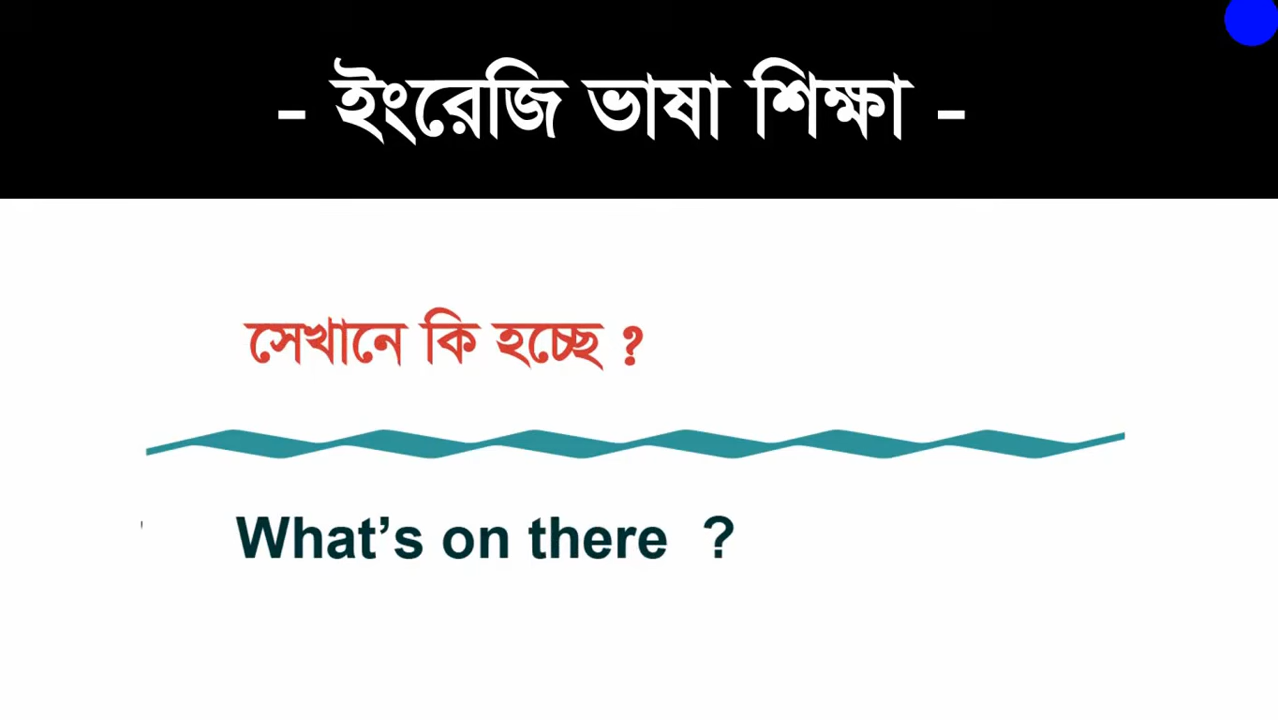 - ইংরেজি ভাষা শিক্ষা -
সেখানে কি হচ্ছে ?
What’s on there ?